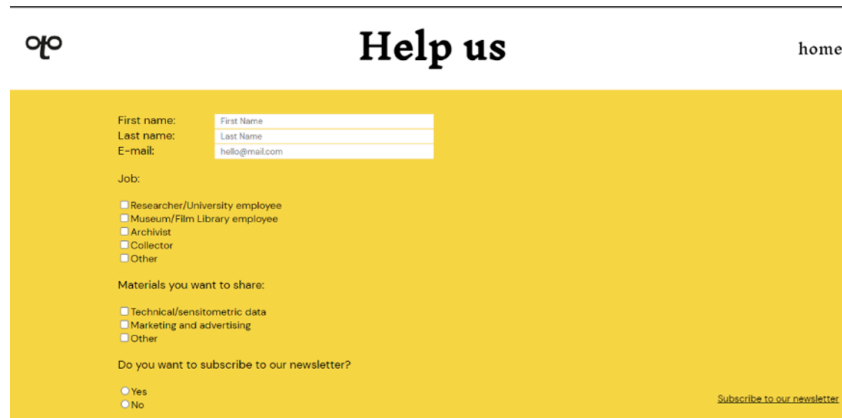 oto
Help us
home
First name: First Name
Last name: Last Name
E-mail: hello@mail.com
Job:
Researcher/University employee
Museum/Film Library employee
Archivist
Collector
Other
Materials you want to share:
Technical/sensitometric data
Marketing and advertising
Other
Do you want to subscribe to our newsletter?
Yes
No
Subscribe to our newsletter